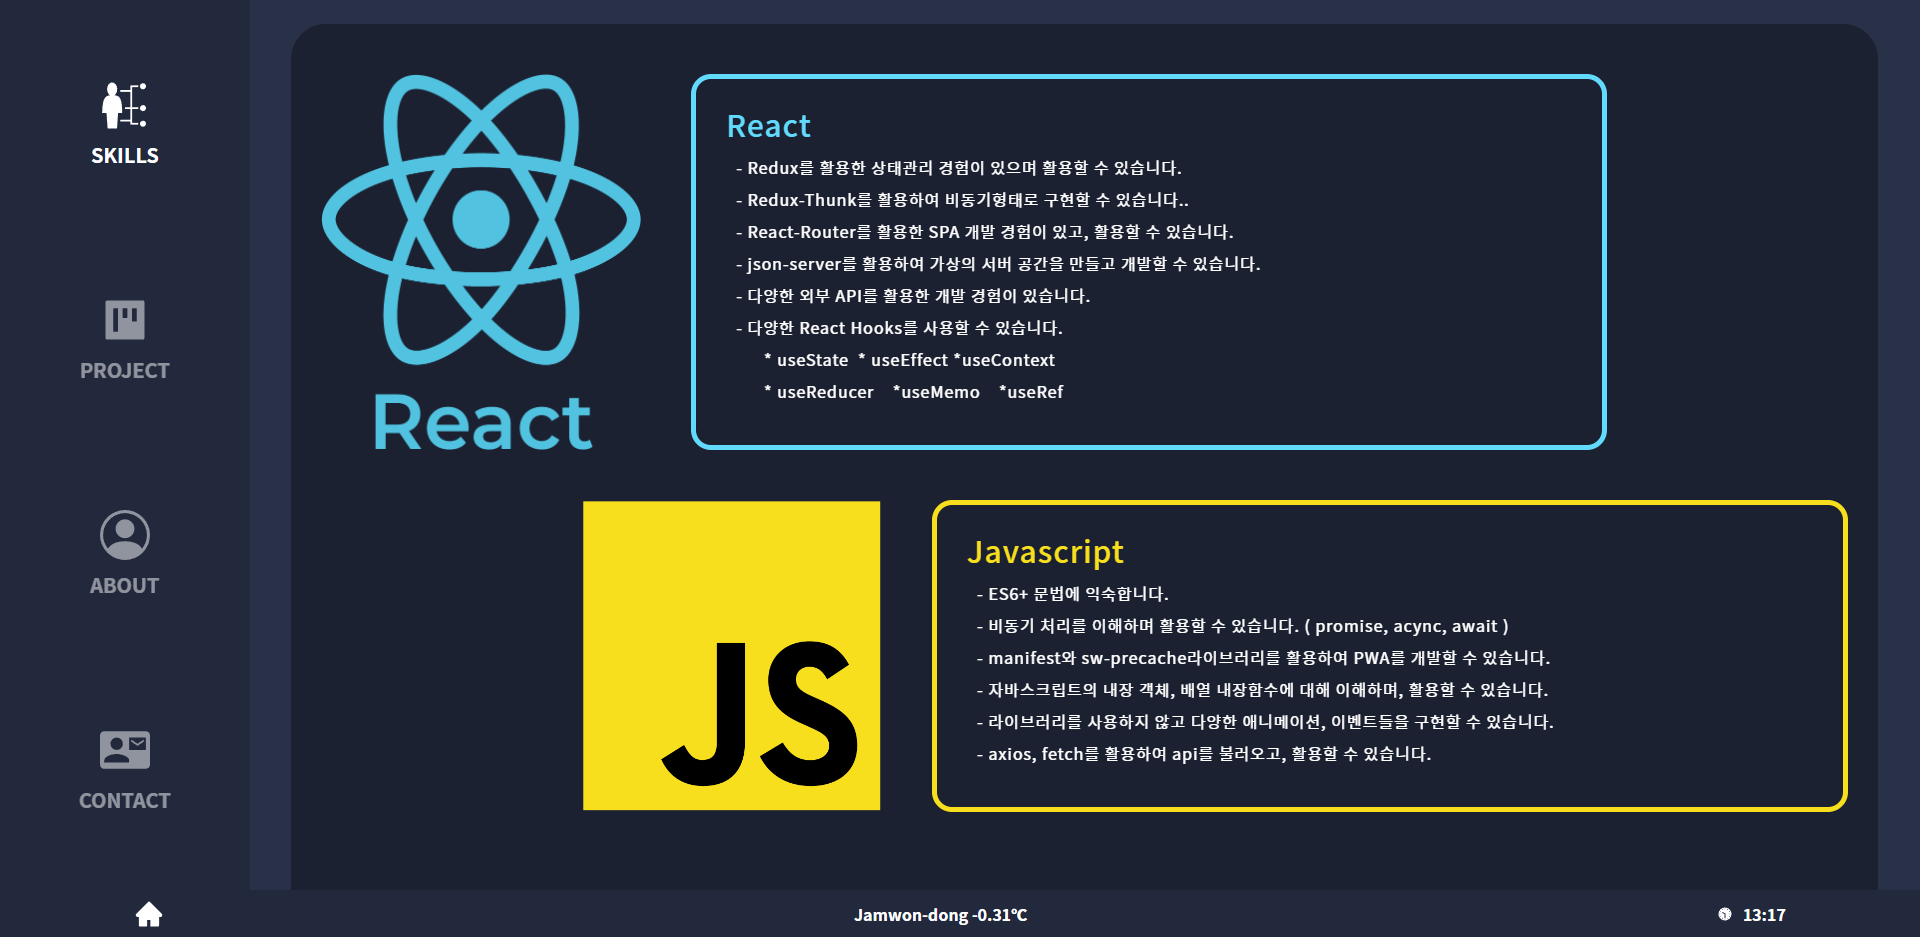 SKILLS
PROJECT
ABOUT
CONTACT
React
React
- Redux를 활용한 상태관리 경험이 있으며 활용할 수 있습니다.
- Redux-Thunk를 활용하여 비동기형태로 구현할 수 있습니다..
- React-Router를 활용한 SPA 개발 경험이 있고, 활용할 수 있습니다.
- json-server를 활용하여 가상의 서버 공간을 만들고 개발할 수 있습니다.
- 다양한 외부 API를 활용한 개발 경험이 있습니다.
- 다양한 React Hooks를 사용할 수 있습니다.
* useState * useEffect *useContext
* useReducer *useMemo *useRef
JS
Javascript
- ES6+ 문법에 익숙합니다.
- 비동기 처리를 이해하며 활용할 수 있습니다. ( promise, acync, await )
- manifest와 sw-precache라이브러리를 활용하여 PWA를 개발할 수 있습니다.
- 자바스크립트의 내장 객체, 배열 내장함수에 대해 이해하며, 활용할 수 있습니다.
- 라이브러리를 사용하지 않고 다양한 애니메이션, 이벤트들을 구현할 수 있습니다.
- axios, fetch를 활용하여 api를 불러오고, 활용할 수 있습니다.
Jamwon-dong -0.31℃
13:17